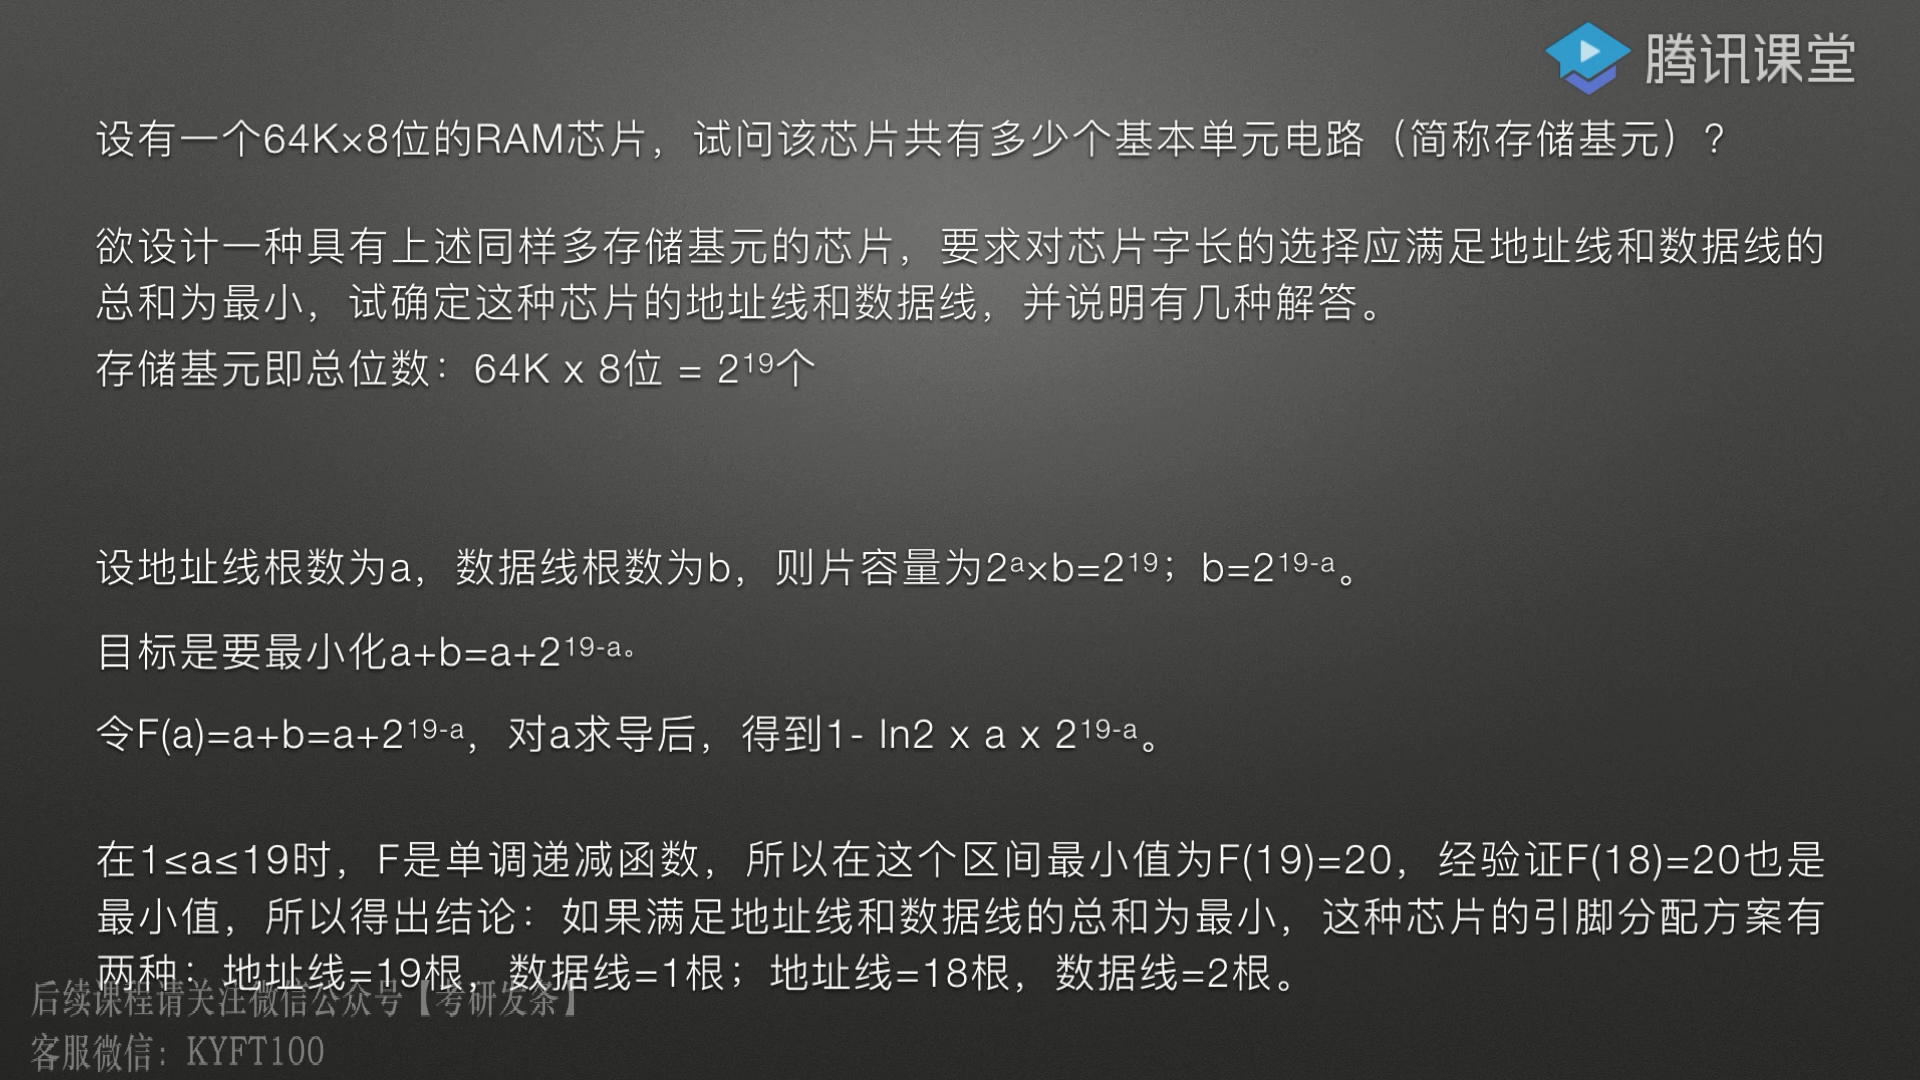 腾讯课堂
设有一个64K×8位的RAM芯片，试问该芯片共有多少个基本单元电路（简称存储基元）？
欲设计一种具有上述同样多存储基元的芯片，要求对芯片字长的选择应满足地址线和数据线的
总和为最小，试确定这种芯片的地址线和数据线，并说明有几种解答。
存储基元即总位数：64K x 8位 = 2¹⁹个
设地址线根数为a，数据线根数为b，则片容量为2ᵃ×b=2¹⁹；b=2¹⁹⁻ᵃ。
目标是要最小化a+b=a+2¹⁹⁻ᵃ。
令F(a)=a+b=a+2¹⁹⁻ᵃ，对a求导后，得到1- ln2 x a x 2¹⁹⁻ᵃ。
在1≤a≤19时，F是单调递减函数，所以在这个区间最小值为F(19)=20，经验证F(18)=20也是
最小值，所以得出结论：如果满足地址线和数据线的总和为最小，这种芯片的引脚分配方案有
两种：地址线=19根，数据线=1根；地址线=18根，数据线=2根。
后续课程请关注微信公众号【考研发条】
客服微信：KYFT100